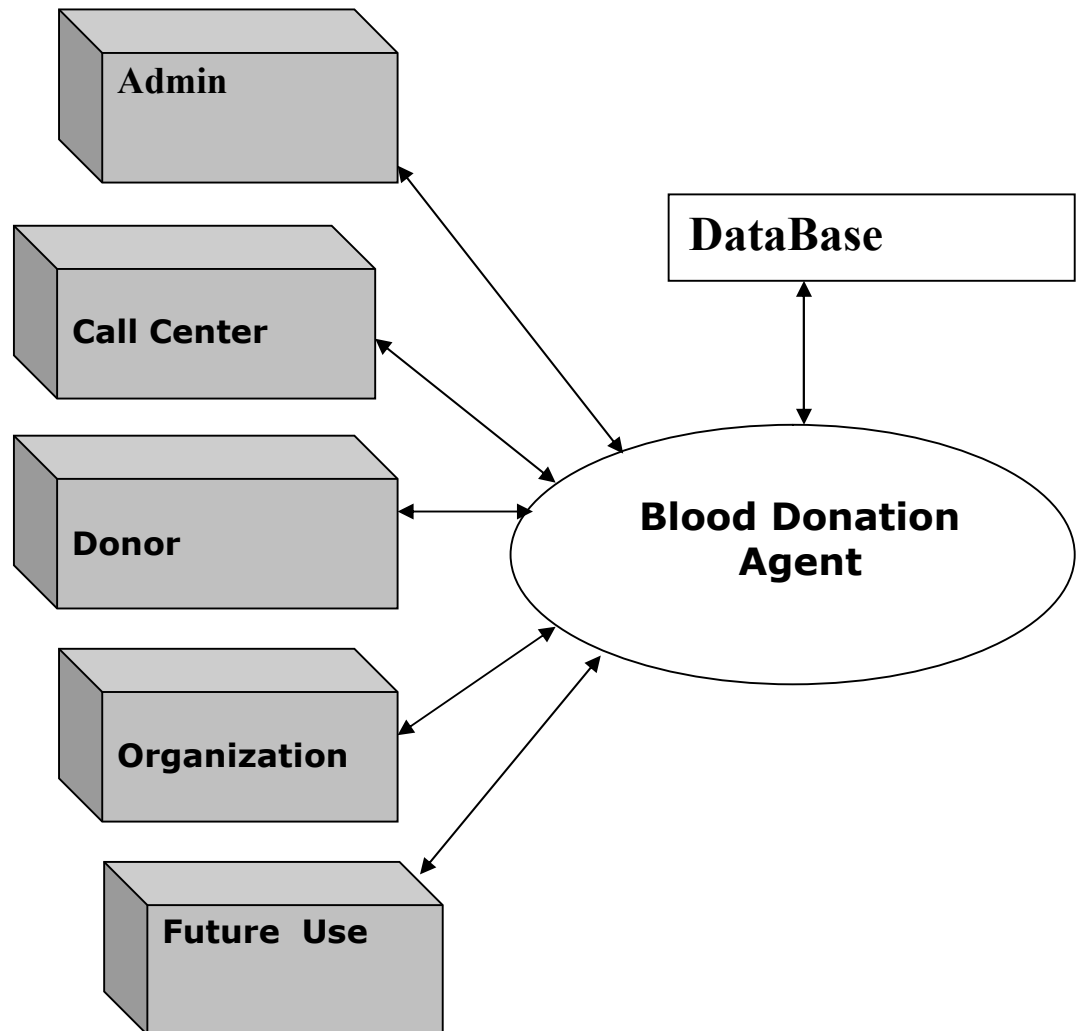 Admin
DataBase
Call Center
Blood Donation
Agent
Donor
Organization
Future Use